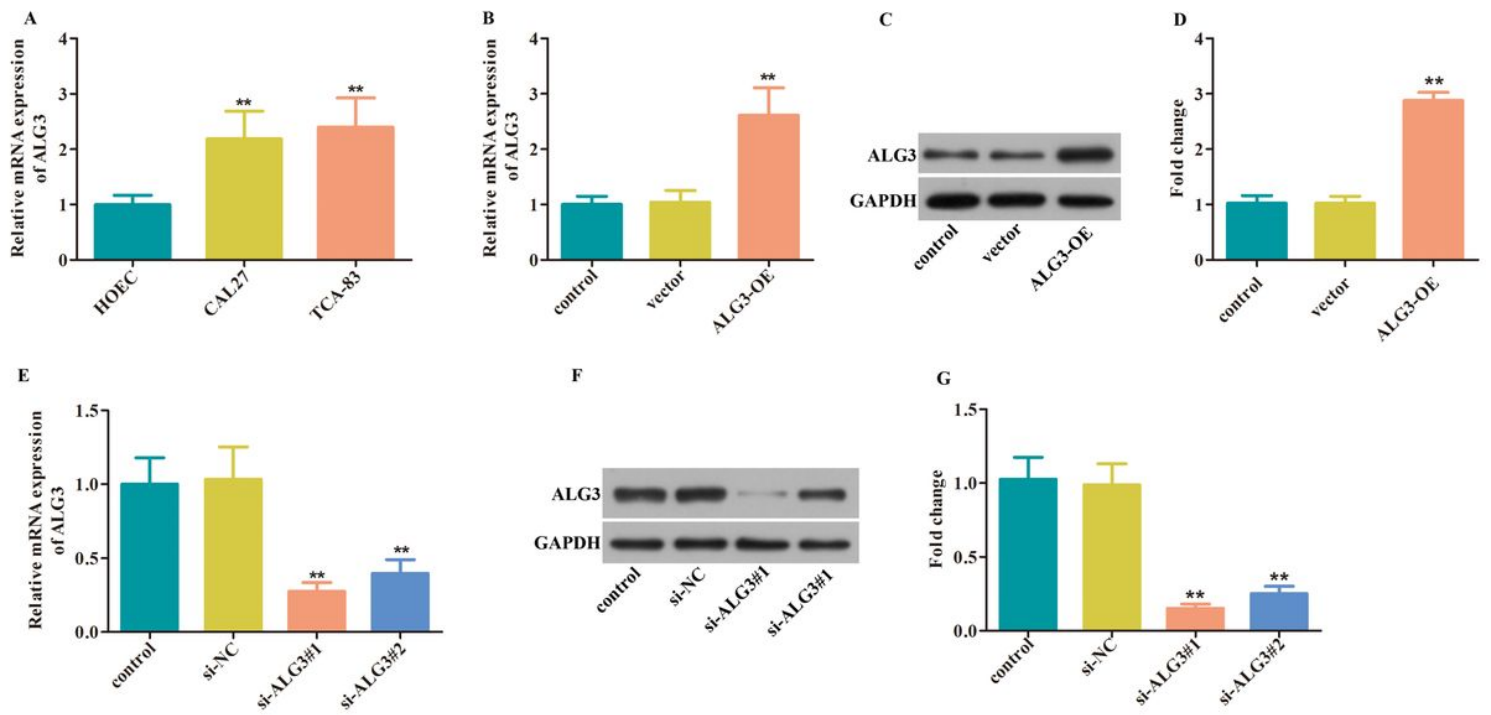 A
Relative mRNA expression
of ALG3
4
3
2
1
0
**
**
HOEC
CAL27
TCA-83
B
Relative mRNA expression
of ALG3
4
3
2
1
0
**
control
vector
ALG3-OE
C
ALG3
GAPDH
control
vector
ALG3-OE
D
Fold change
4
3
2
1
0
**
control
vector
ALG3-OE
E
Relative mRNA expression
of ALG3
1.5
1.0
0.5
0.0
**
**
control
si-NC
si-ALG3#1
si-ALG3#2
F
ALG3
GAPDH
control
si-NC
si-ALG3#1
si-ALG3#1
G
Fold change
1.5
1.0
0.5
0.0
**
**
control
si-NC
si-ALG3#1
si-ALG3#2